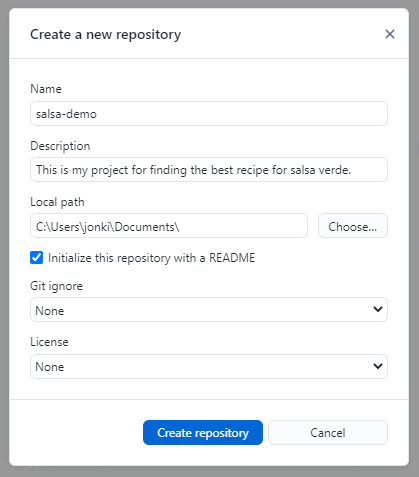 Create a new repository
Name
salsa-demo
Description
This is my project for finding the best recipe for salsa verde.
Local path
C:\Users\jonki\Documents\
Choose...
Initialize this repository with a README
Git ignore
None
License
None
Create repository
Cancel